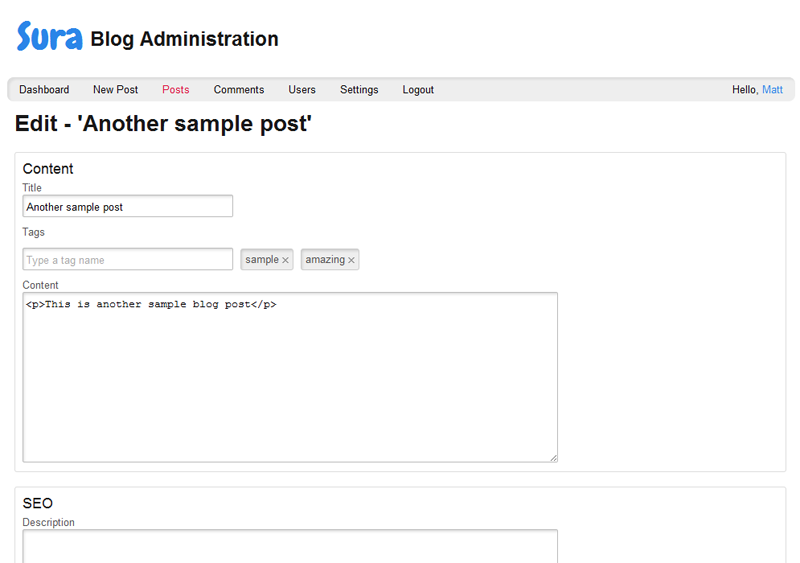 Sura Blog Administration
Dashboard New Post Posts Comments Users Settings Logout Hello, Matt
Edit - 'Another sample post'
Content
Title
Another sample post
Tags
Type a tag name sample × amazing ×
Content
<p>This is another sample blog post</p>
SEO
Description